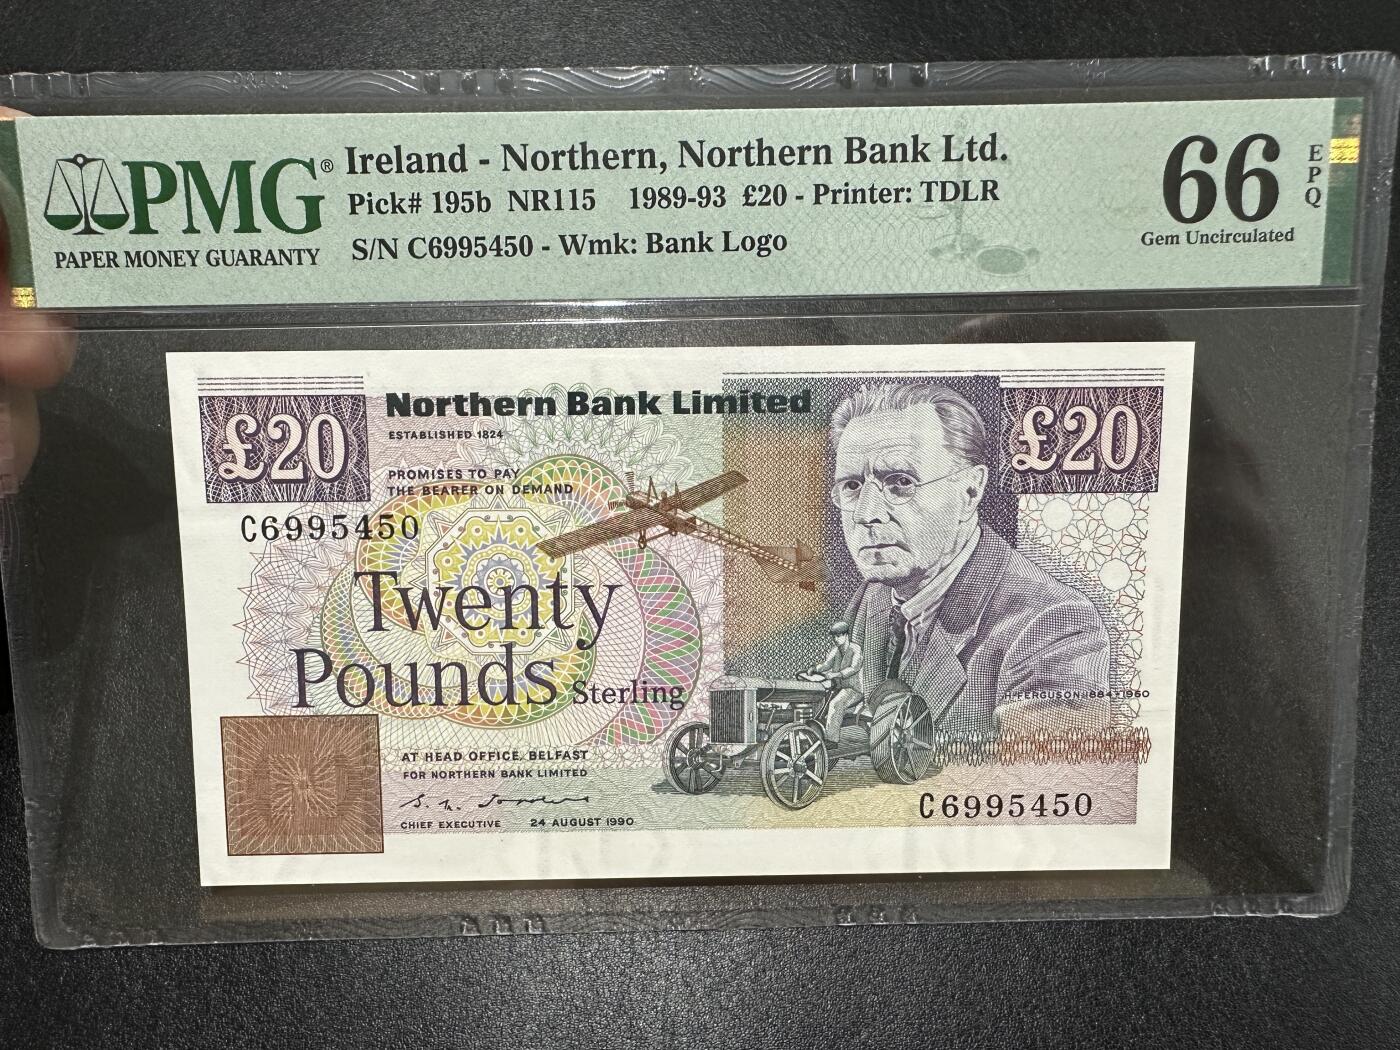 PMG®
PAPER MONEY GUARANTY
Ireland - Northern, Northern Bank Ltd.
Pick# 195b NR115 1989-93 £20 - Printer: TDLR
S/N C6995450 - Wmk: Bank Logo
66
EPQ
Gem Uncirculated
£20
Northern Bank Limited
£20
ESTABLISHED 1824
PROMISES TO PAY
THE BEARER ON DEMAND
C6995450
Twenty
Pounds Sterling
H·FERGUSON·1884·1960
AT HEAD OFFICE, BELFAST
FOR NORTHERN BANK LIMITED
CHIEF EXECUTIVE 24 AUGUST 1990
C6995450